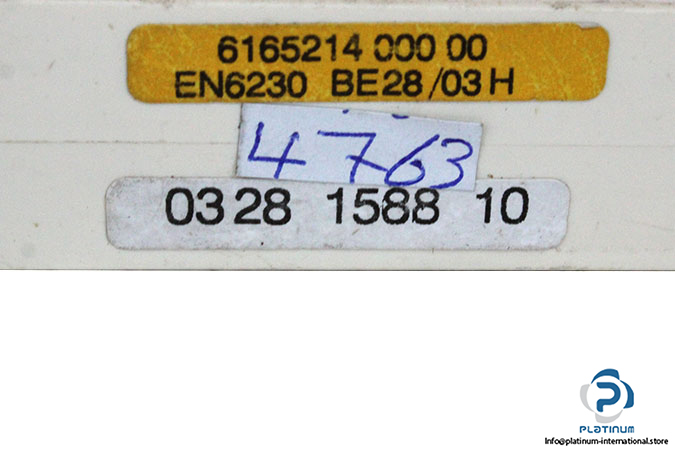 6165214 000 00
EN6230 BE28/03 H
4763
03 28 1588 10
PLATINUM
Info@platinum-international.store